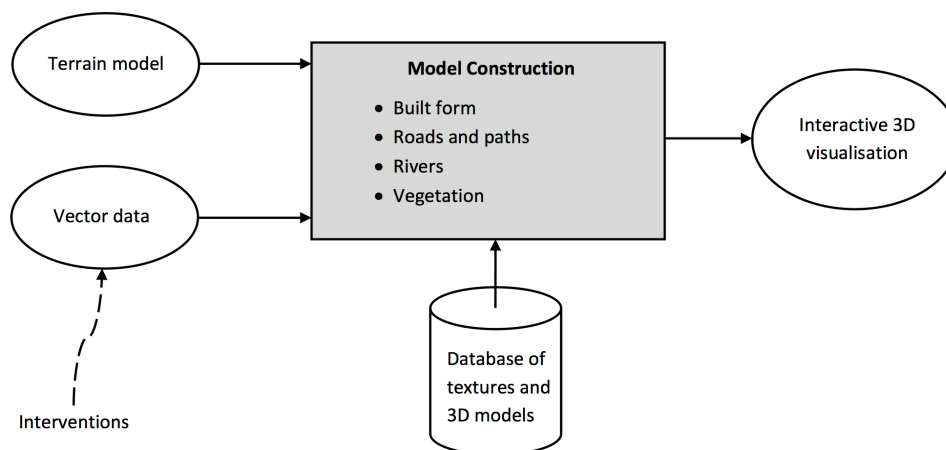 Terrain model
Model Construction
• Built form
• Roads and paths
• Rivers
• Vegetation
Interactive 3D
visualisation
Vector data
Database of
textures and
3D models
Interventions